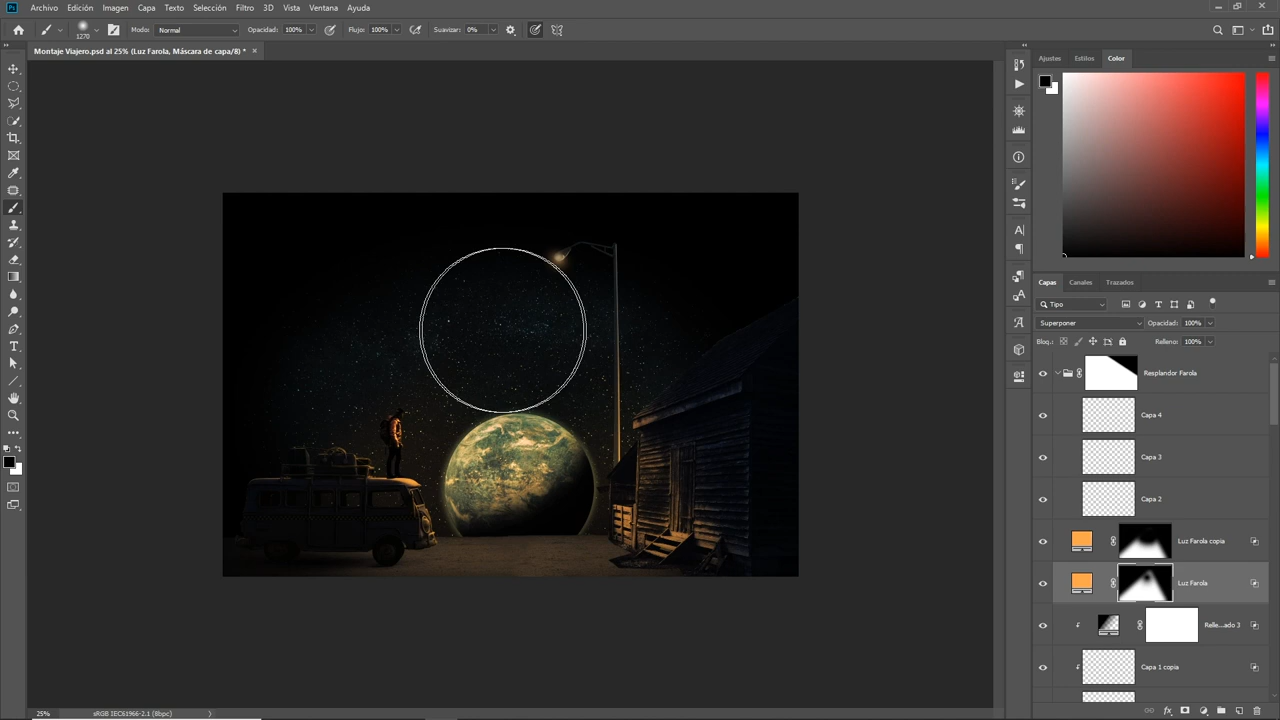 Ps Archivo Edición Imagen Capa Texto Selección Filtro 3D Vista Ventana Ayuda
1270 Modo: Normal Opacidad: 100% Flujo: 100% Suavizar: 0%
Montaje Viajero.psd al 25% (Luz Farola, Máscara de capa/8) * ×
Ajustes Estilos Color
Capas Canales Trazados
Tipo
Superponer Opacidad: 100%
Bloq.: Relleno: 100%
Resplandor Farola
Capa 4
Capa 3
Capa 2
Luz Farola copia
Luz Farola
Relle...ado 3
Capa 1 copia
25% sRGB IEC61966-2.1 (8bpc)